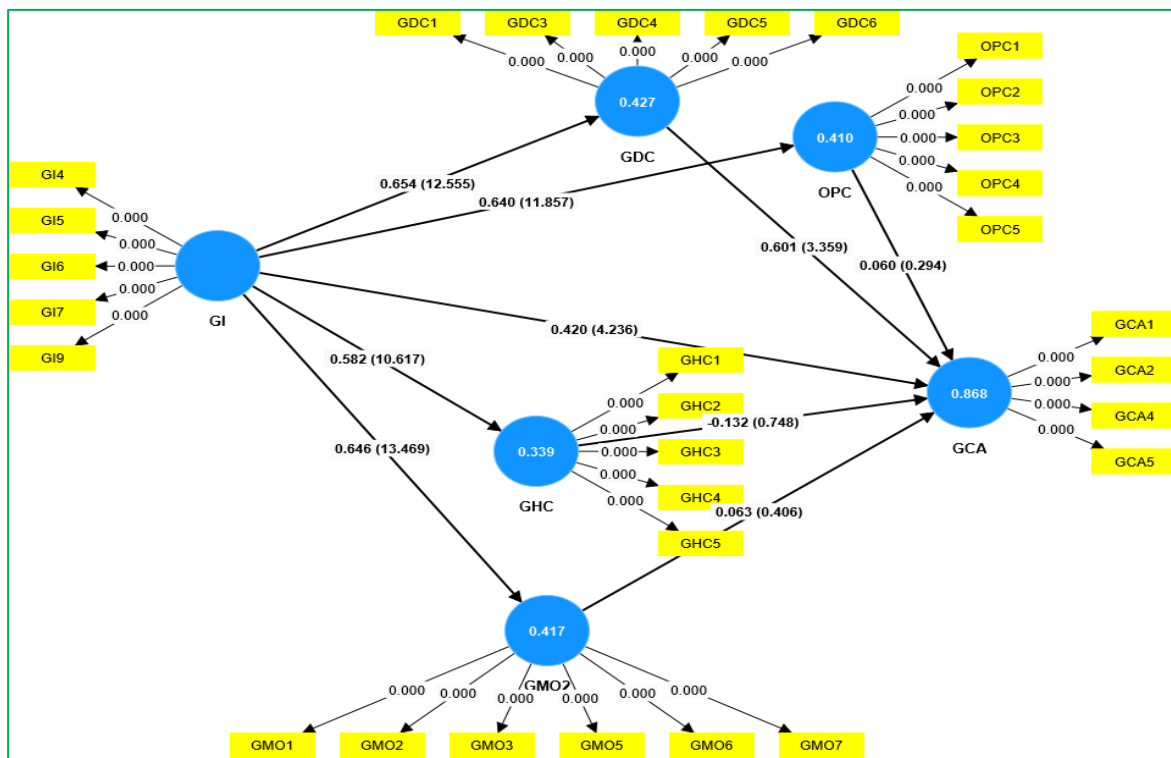 GDC1 GDC3 GDC4 GDC5 GDC6
0.000 0.000 0.000 0.000 0.000
0.427
GDC
OPC1
OPC2
OPC3
OPC4
OPC5
0.000
0.000
0.000
0.000
0.000
0.410
OPC
GI4
GI5
GI6
GI7
GI9
0.000
0.000
0.000
0.000
0.000
GI
0.654 (12.555)
0.640 (11.857)
0.601 (3.359)
0.060 (0.294)
0.420 (4.236)
0.582 (10.617)
-0.132 (0.748)
0.646 (13.469)
0.063 (0.406)
GHC1
GHC2
GHC3
GHC4
GHC5
0.000
0.000
0.000
0.000
0.000
0.339
GHC
GCA1
GCA2
GCA4
GCA5
0.000
0.000
0.000
0.000
0.868
GCA
0.417
GMO2
0.000 0.000 0.000 0.000 0.000 0.000
GMO1 GMO2 GMO3 GMO5 GMO6 GMO7